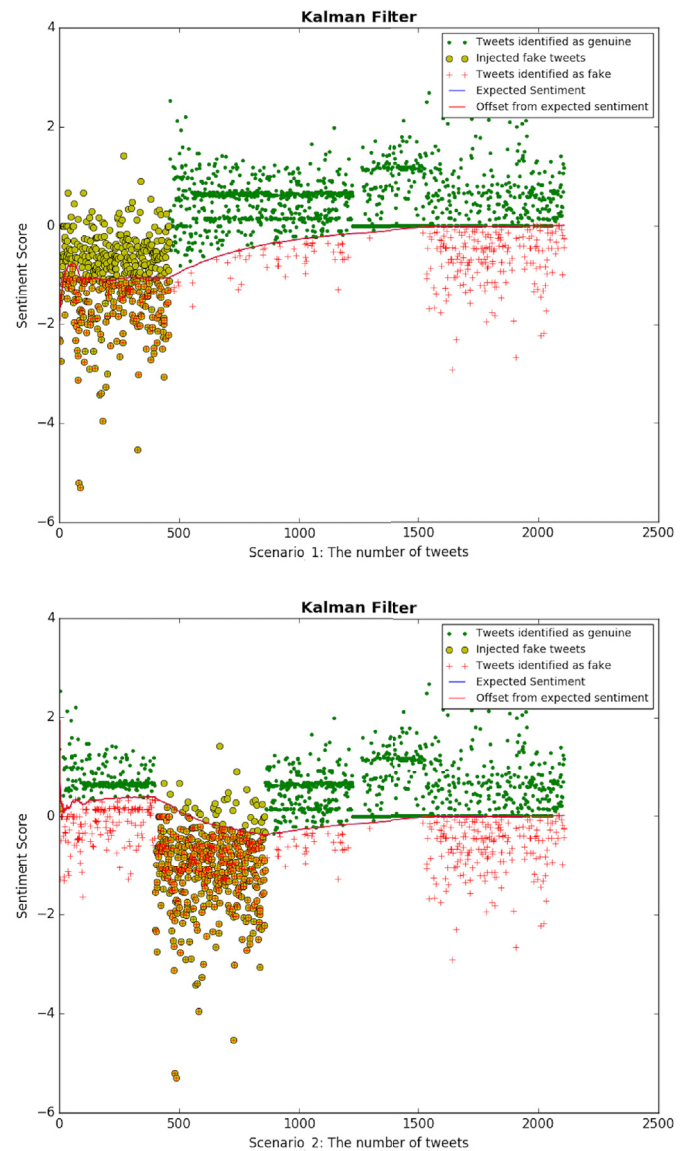 Kalman Filter
4
2
0
−2
−4
−6
Sentiment Score
Tweets identified as genuine
Injected fake tweets
Tweets identified as fake
Expected Sentiment
Offset from expected sentiment
0 500 1000 1500 2000 2500
Scenario 1: The number of tweets
Kalman Filter
4
2
0
−2
−4
−6
Sentiment Score
Tweets identified as genuine
Injected fake tweets
Tweets identified as fake
Expected Sentiment
Offset from expected sentiment
0 500 1000 1500 2000 2500
Scenario 2: The number of tweets